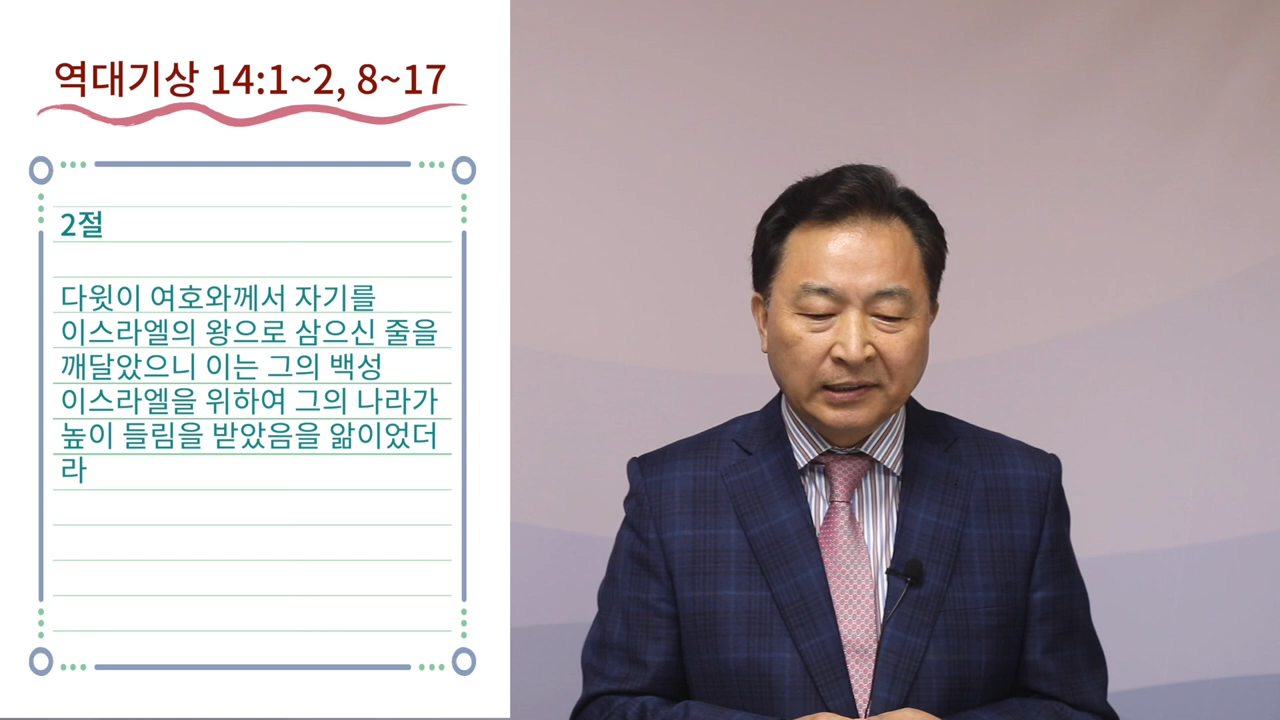 역대기상 14:1~2, 8~17
2절
다윗이 여호와께서 자기를
이스라엘의 왕으로 삼으신 줄을
깨달았으니 이는 그의 백성
이스라엘을 위하여 그의 나라가
높이 들림을 받았음을 앎이었더
라